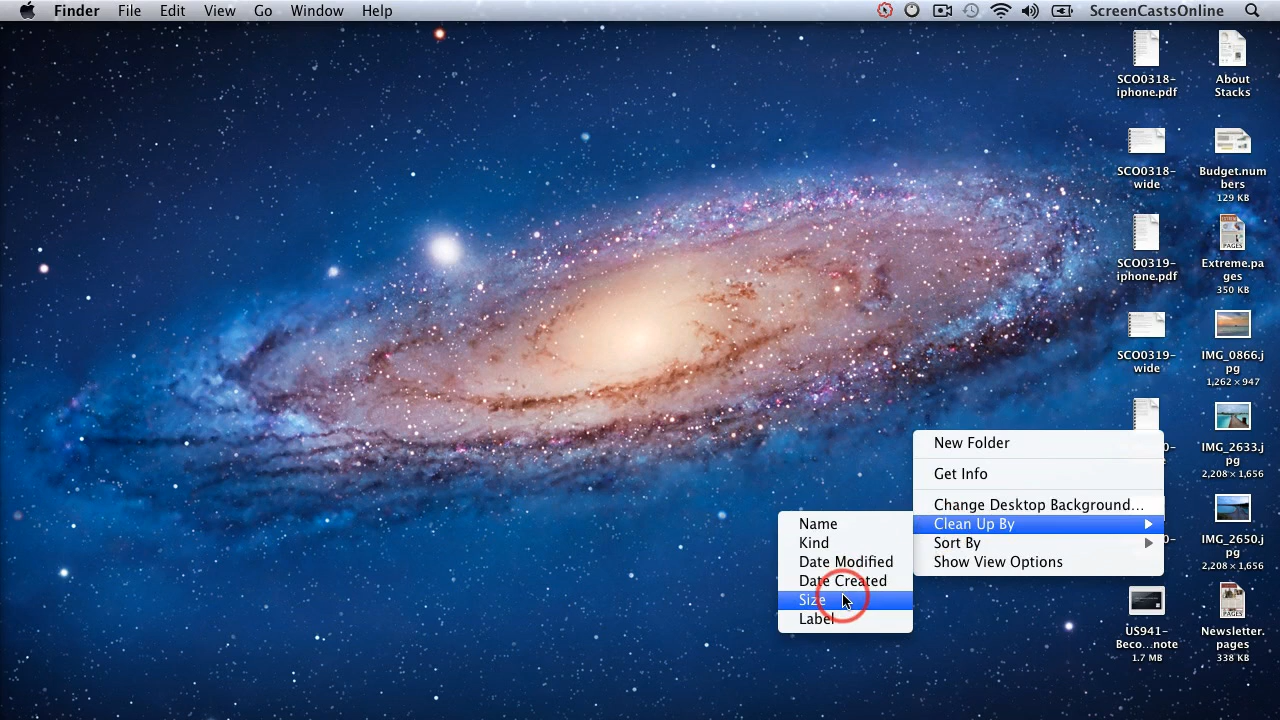 Finder File Edit View Go Window Help ScreenCastsOnline
SCO0318-
iphone.pdf
About
Stacks
SCO0318-
wide
Budget.num
bers
129 KB
SCO0319-
iphone.pdf
Extreme.pa
ges
350 KB
SCO0319-
wide
IMG_0866.j
pg
1,262 × 947
IMG_2633.j
pg
2,208 × 1,656
IMG_2650.j
pg
2,208 × 1,656
New Folder
Get Info
Change Desktop Background...
Clean Up By
Sort By
Show View Options
Name
Kind
Date Modified
Date Created
Size
Label
US941-
Beco...note
1.7 MB
Newsletter.
pages
338 KB